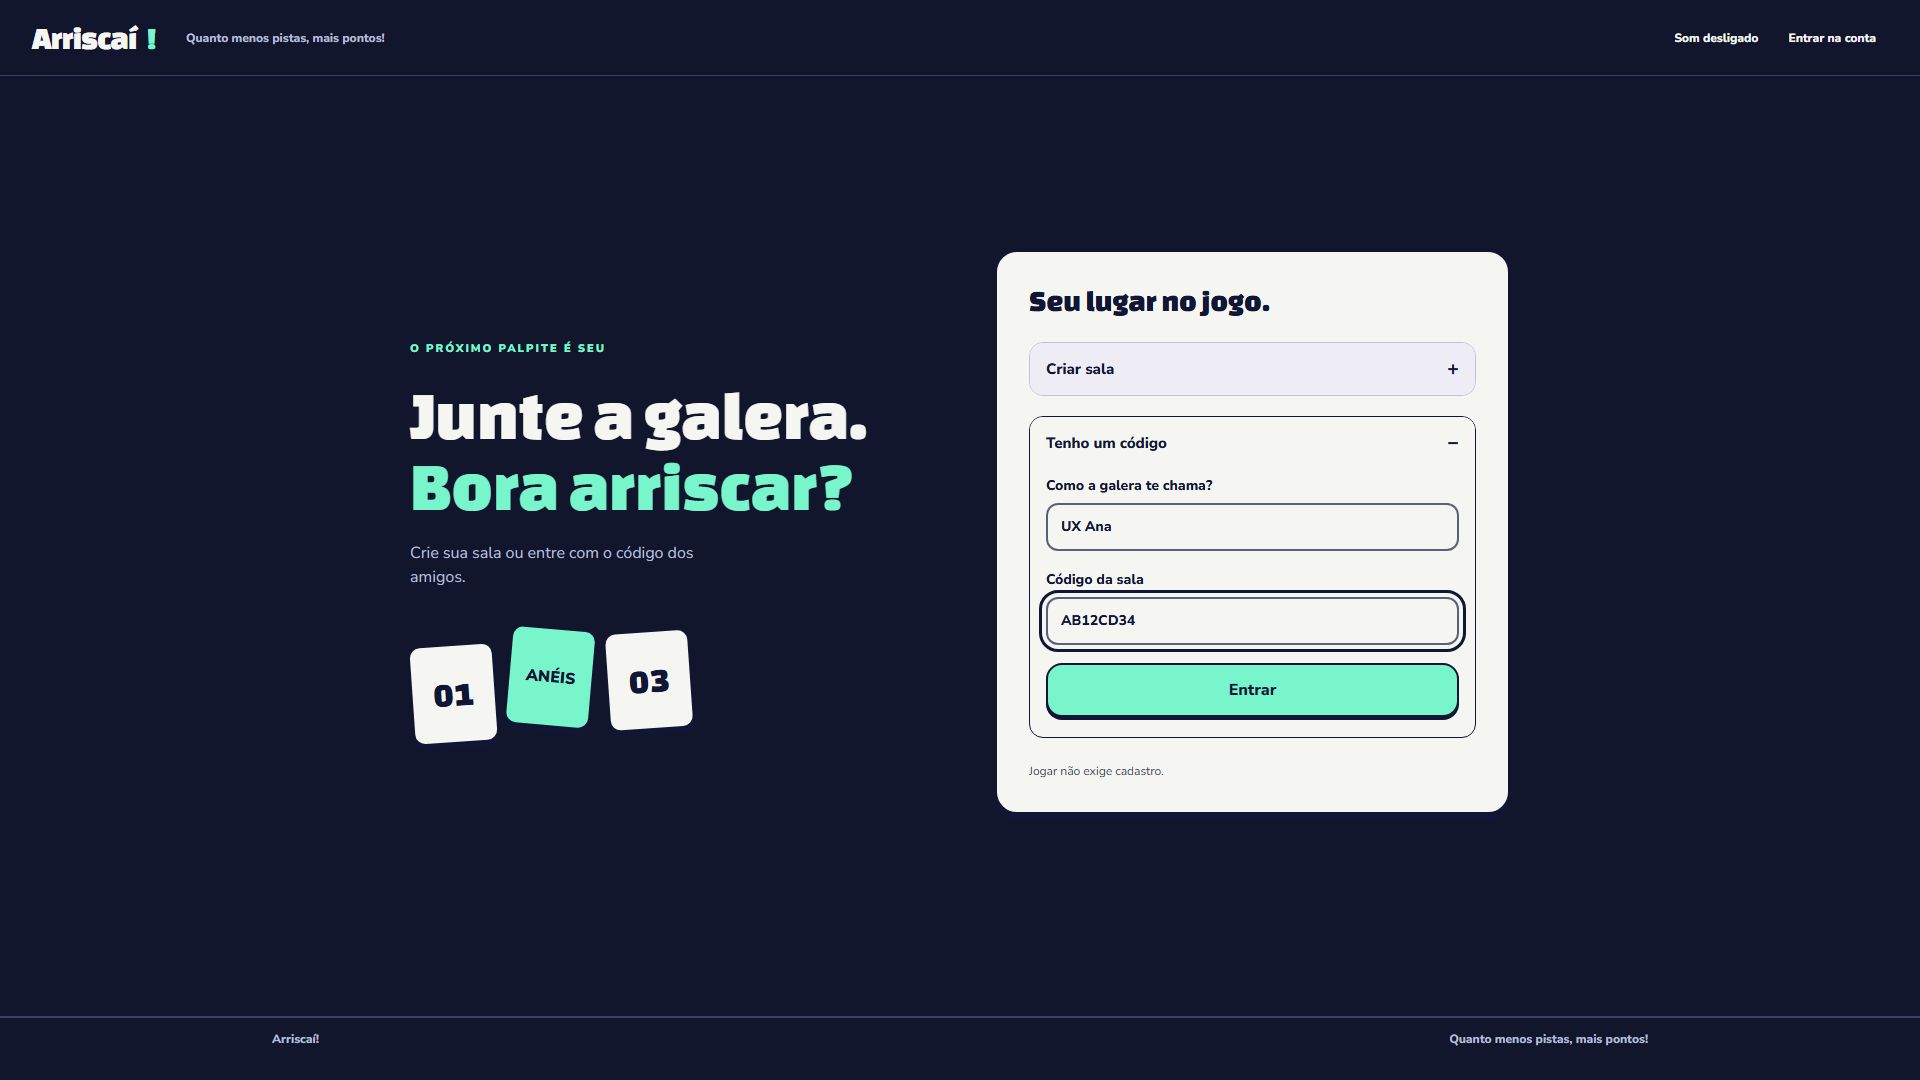 Arriscaí !
Quanto menos pistas, mais pontos!
Som desligado
Entrar na conta
O PRÓXIMO PALPITE É SEU
Junte a galera.
Bora arriscar?
Crie sua sala ou entre com o código dos
amigos.
01
ANÉIS
03
Seu lugar no jogo.
Criar sala +
Tenho um código −
Como a galera te chama?
UX Ana
Código da sala
AB12CD34
Entrar
Jogar não exige cadastro.
Arriscaí!
Quanto menos pistas, mais pontos!